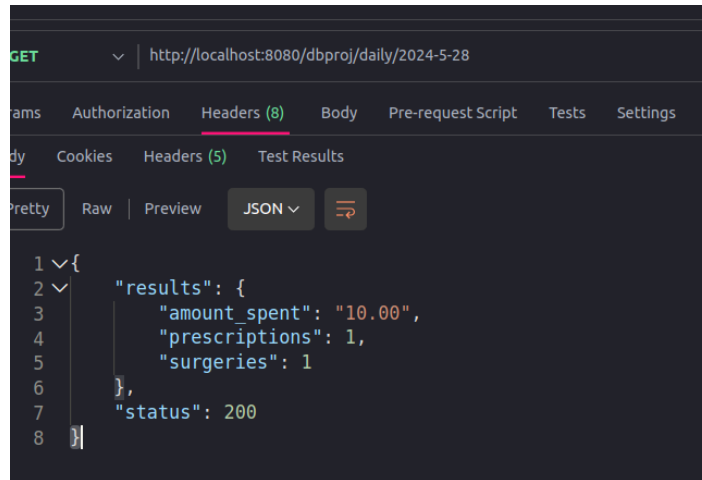 GET http://localhost:8080/dbproj/daily/2024-5-28
rams Authorization Headers (8) Body Pre-request Script Tests Settings
dy Cookies Headers (5) Test Results
Pretty Raw Preview JSON
1 {
2 "results": {
3 "amount_spent": "10.00",
4 "prescriptions": 1,
5 "surgeries": 1
6 },
7 "status": 200
8 }